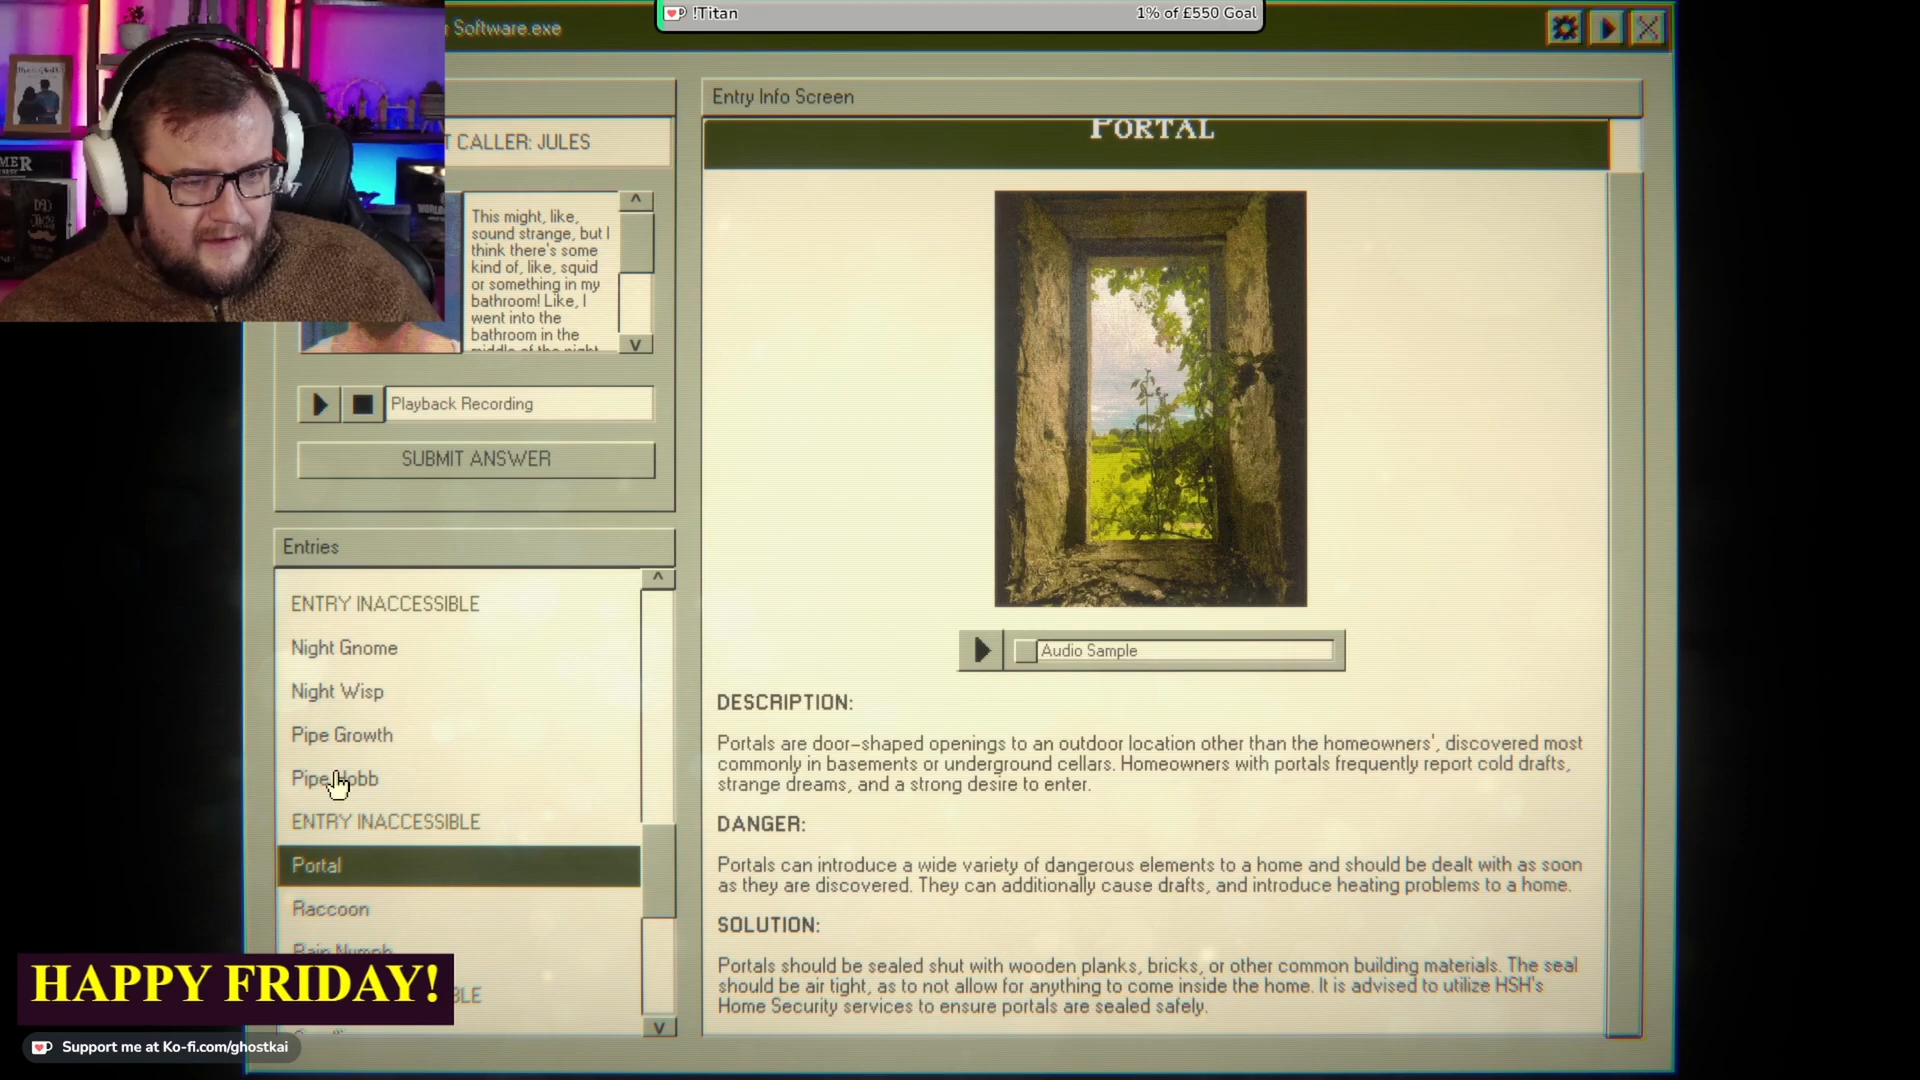 Software.exe
!Titan
1% of £550 Goal
T CALLER: JULES
This might, like,
sound strange, but I
think there's some
kind of, like, squid
or something in my
bathroom! Like, I
went into the
bathroom in the
middle of the night
Playback Recording
SUBMIT ANSWER
Entries
ENTRY INACCESSIBLE
Night Gnome
Night Wisp
Pipe Growth
Pipe Hobb
ENTRY INACCESSIBLE
Portal
Raccoon
Rain Nymph
BLE
HAPPY FRIDAY!
Support me at Ko-fi.com/ghostkai
Entry Info Screen
PORTAL
Audio Sample
DESCRIPTION:
Portals are door-shaped openings to an outdoor location other than the homeowners', discovered most
commonly in basements or underground cellars. Homeowners with portals frequently report cold drafts,
strange dreams, and a strong desire to enter.
DANGER:
Portals can introduce a wide variety of dangerous elements to a home and should be dealt with as soon
as they are discovered. They can additionally cause drafts, and introduce heating problems to a home.
SOLUTION:
Portals should be sealed shut with wooden planks, bricks, or other common building materials. The seal
should be air tight, as to not allow for anything to come inside the home. It is advised to utilize HSH's
Home Security services to ensure portals are sealed safely.